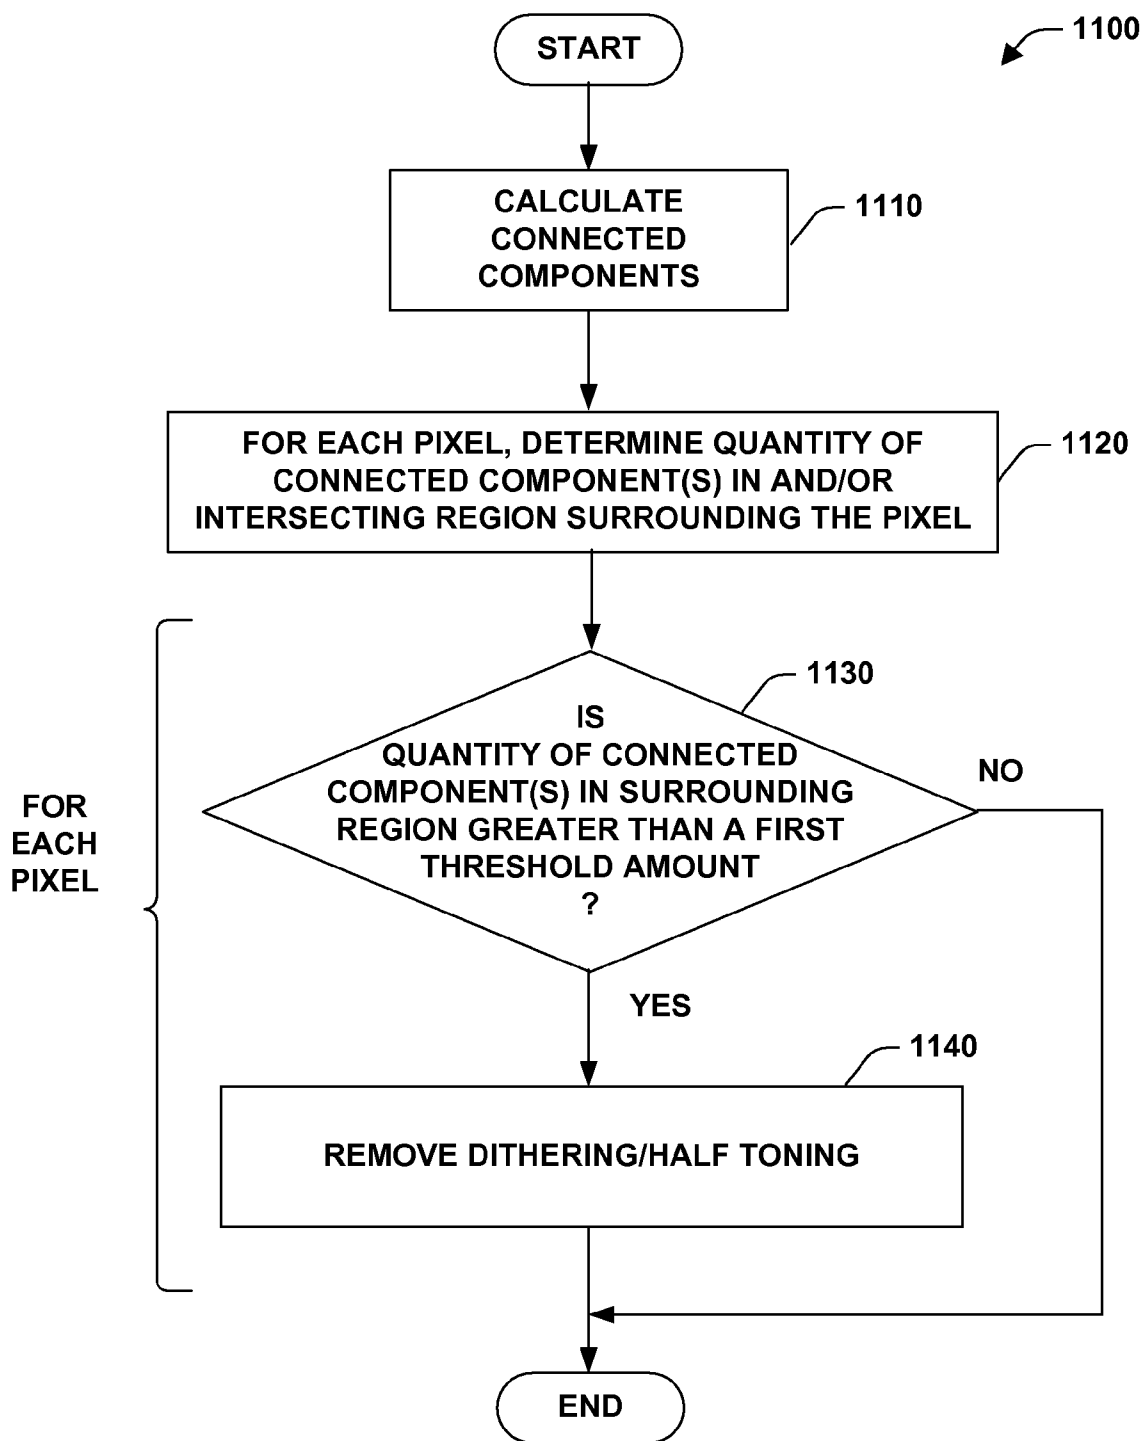 START
1100
CALCULATE
CONNECTED
COMPONENTS
1110
FOR EACH PIXEL, DETERMINE QUANTITY OF
CONNECTED COMPONENT(S) IN AND/OR
INTERSECTING REGION SURROUNDING THE PIXEL
1120
1130
IS
QUANTITY OF CONNECTED
COMPONENT(S) IN SURROUNDING
REGION GREATER THAN A FIRST
THRESHOLD AMOUNT
?
NO
FOR
EACH
PIXEL
YES
1140
REMOVE DITHERING/HALF TONING
END